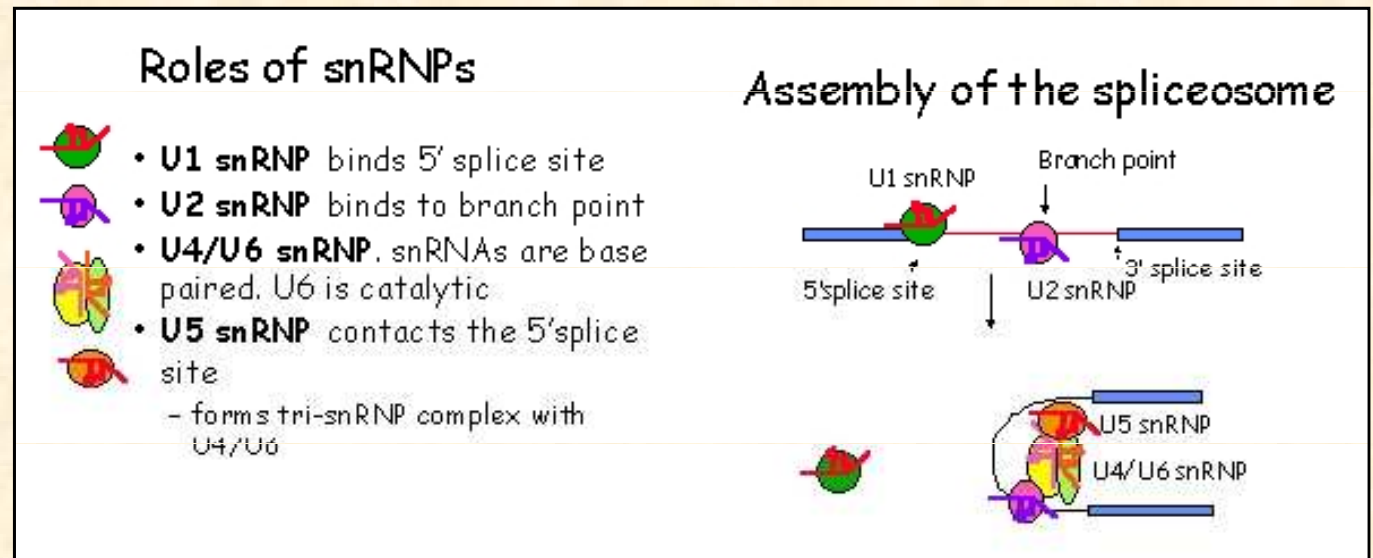 Roles of snRNPs
• U1 snRNP binds 5' splice site
• U2 snRNP binds to branch point
• U4/U6 snRNP. snRNAs are base
paired. U6 is catalytic
• U5 snRNP contacts the 5'splice
site
– forms tri-snRNP complex with
U4/U6
Assembly of the spliceosome
Branch point
U1 snRNP
3' splice site
5'splice site
U2 snRNP
U5 snRNP
U4/U6 snRNP